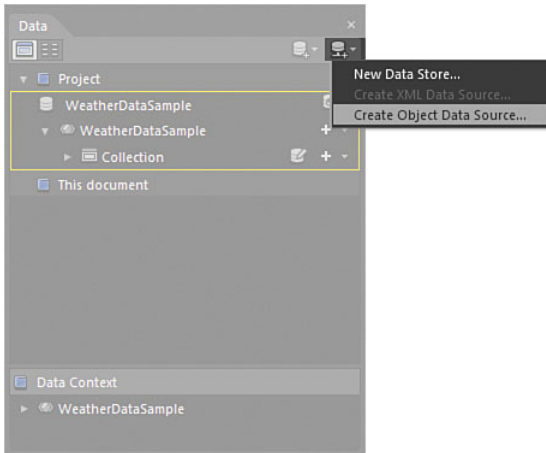 Data
Project
WeatherDataSample
WeatherDataSample
Collection
This document
Data Context
WeatherDataSample
New Data Store...
Create XML Data Source...
Create Object Data Source...